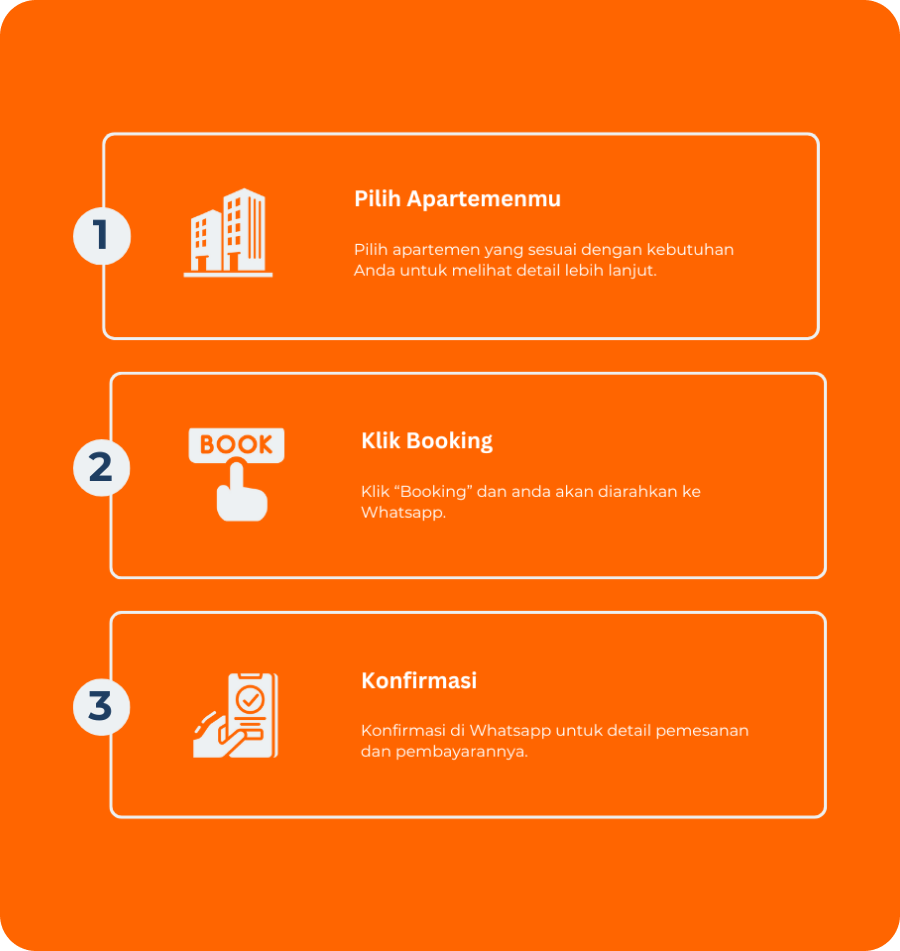 1
Pilih Apartemenmu
Pilih apartemen yang sesuai dengan kebutuhan
Anda untuk melihat detail lebih lanjut.
2
BOOK
Klik Booking
Klik “Booking” dan anda akan diarahkan ke
Whatsapp.
3
Konfirmasi
Konfirmasi di Whatsapp untuk detail pemesanan
dan pembayarannya.